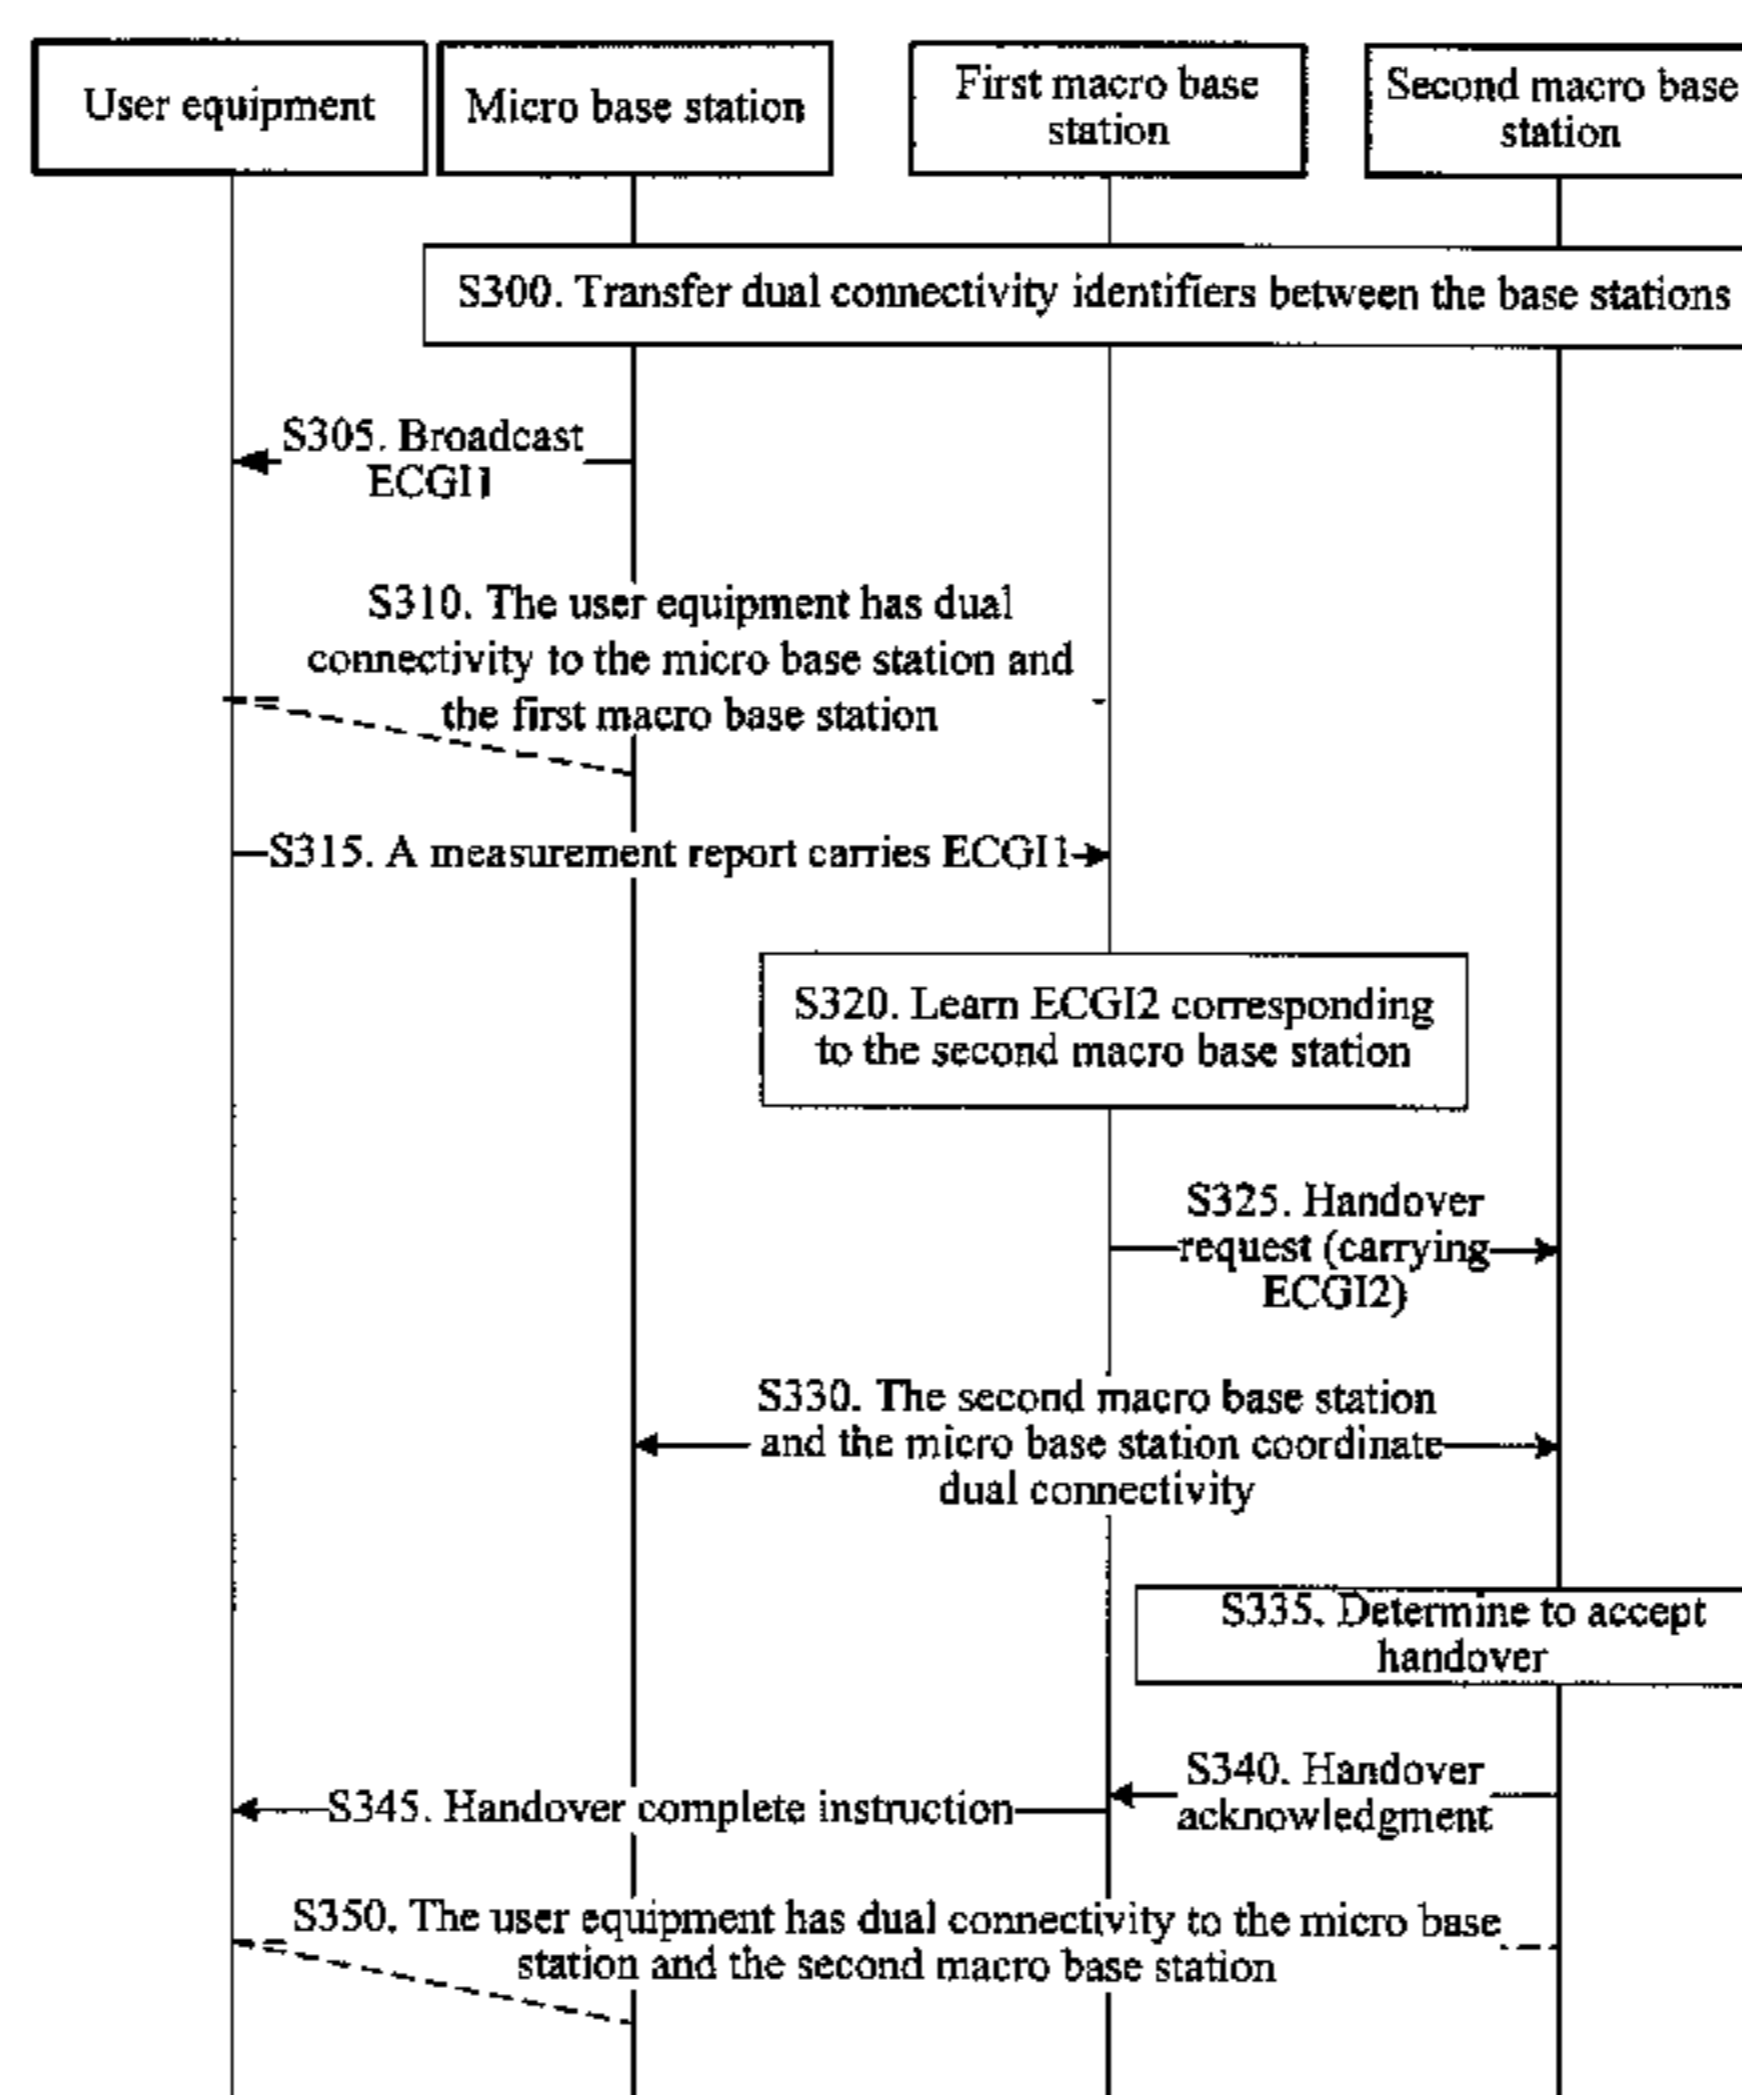 User equipment
Micro base station
First macro base
station
Second macro base
station
S300. Transfer dual connectivity identifiers between the base stations
S305. Broadcast
ECGI1
S310. The user equipment has dual
connectivity to the micro base station and
the first macro base station
S315. A measurement report carries ECGI1
S320. Learn ECGI2 corresponding
to the second macro base station
S325. Handover
request (carrying
ECGI2)
S330. The second macro base station
and the micro base station coordinate
dual connectivity
S335. Determine to accept
handover
S340. Handover
acknowledgment
S345. Handover complete instruction
S350. The user equipment has dual connectivity to the micro base
station and the second macro base station